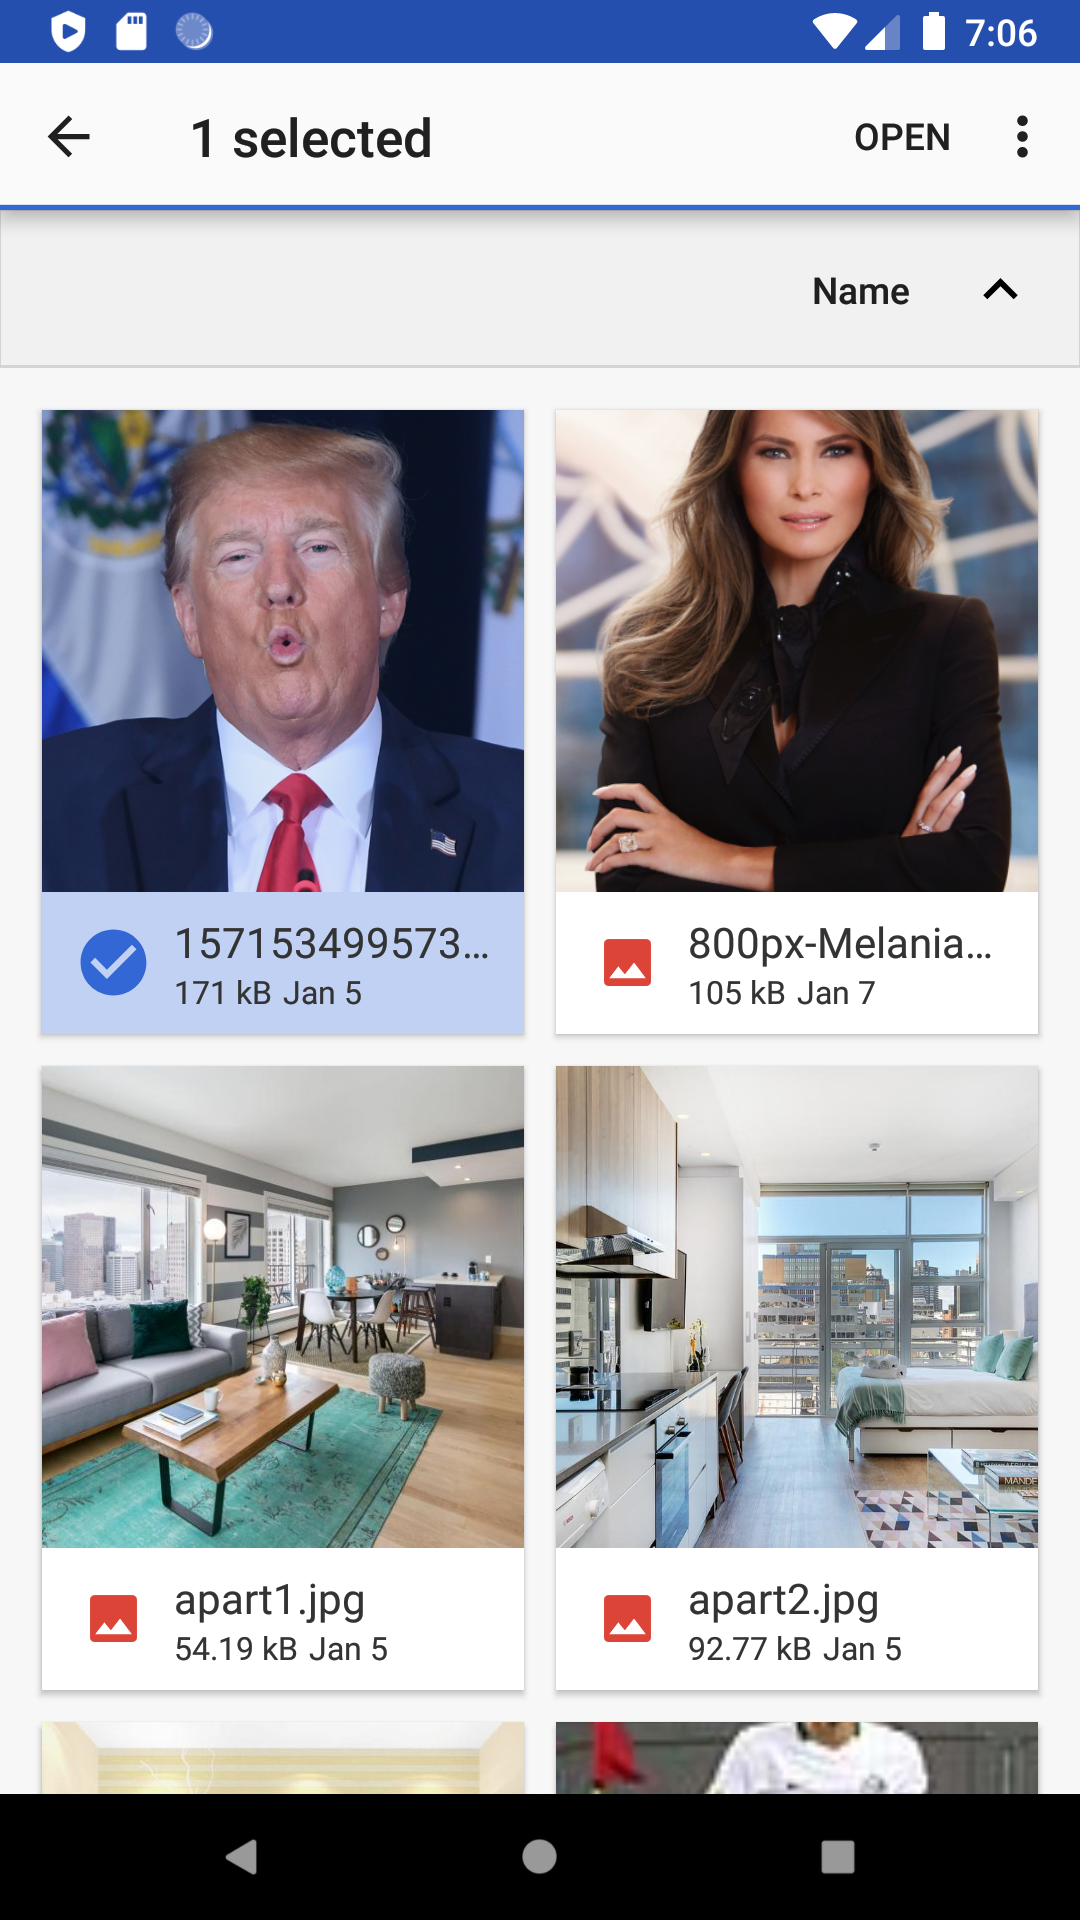 7:06
1 selected
OPEN
Name
157153499573...
171 kB Jan 5
800px-Melania...
105 kB Jan 7
apart1.jpg
54.19 kB Jan 5
apart2.jpg
92.77 kB Jan 5
MANDE